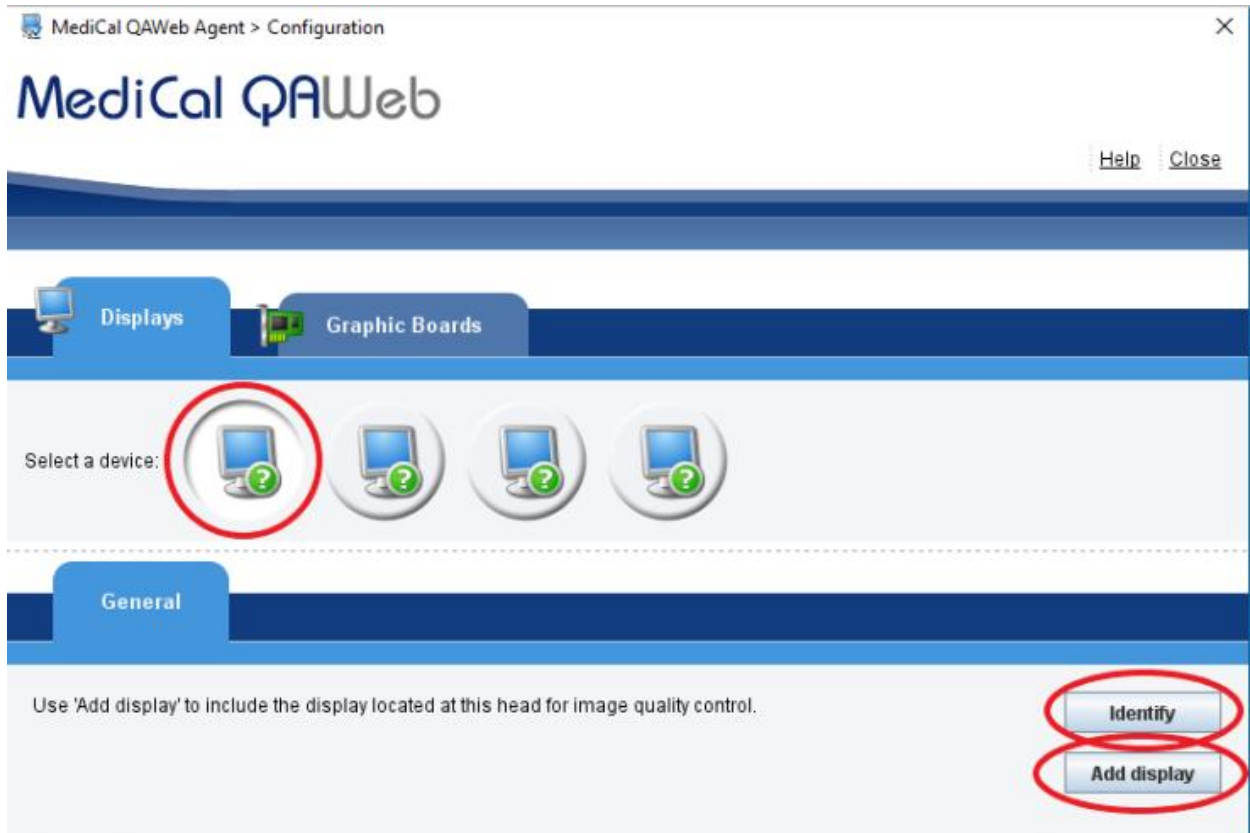 MediCal QAWeb Agent > Configuration
MediCal QAWeb
Help Close
Displays
Graphic Boards
Select a device:
? ? ? ?
General
Use 'Add display' to include the display located at this head for image quality control.
Identify
Add display